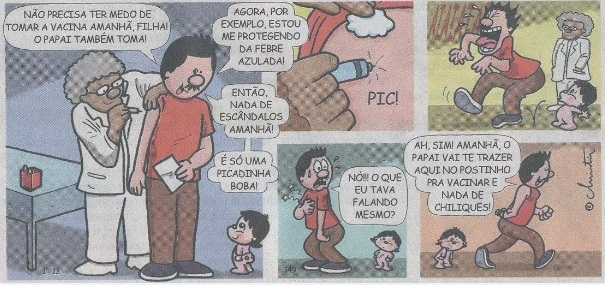 NÃO PRECISA TER MEDO DE
TOMAR A VACINA AMANHÃ, FILHA!
O PAPAI TAMBÉM TOMA!
AGORA, POR
EXEMPLO, ESTOU
ME PROTEGENDO
DA FEBRE
AZULADA!
ENTÃO,
NADA DE
ESCÂNDALOS
AMANHÃ!
É SÓ UMA
PICADINHA
BOBA!
PIC!
NÓ!!! O QUE
EU TAVA
FALANDO
MESMO?
AH, SIM! AMANHÃ, O
PAPAI VAI TE TRAZER
AQUI NO POSTINHO
PRA VACINAR E
NADA DE
CHILIQUES!